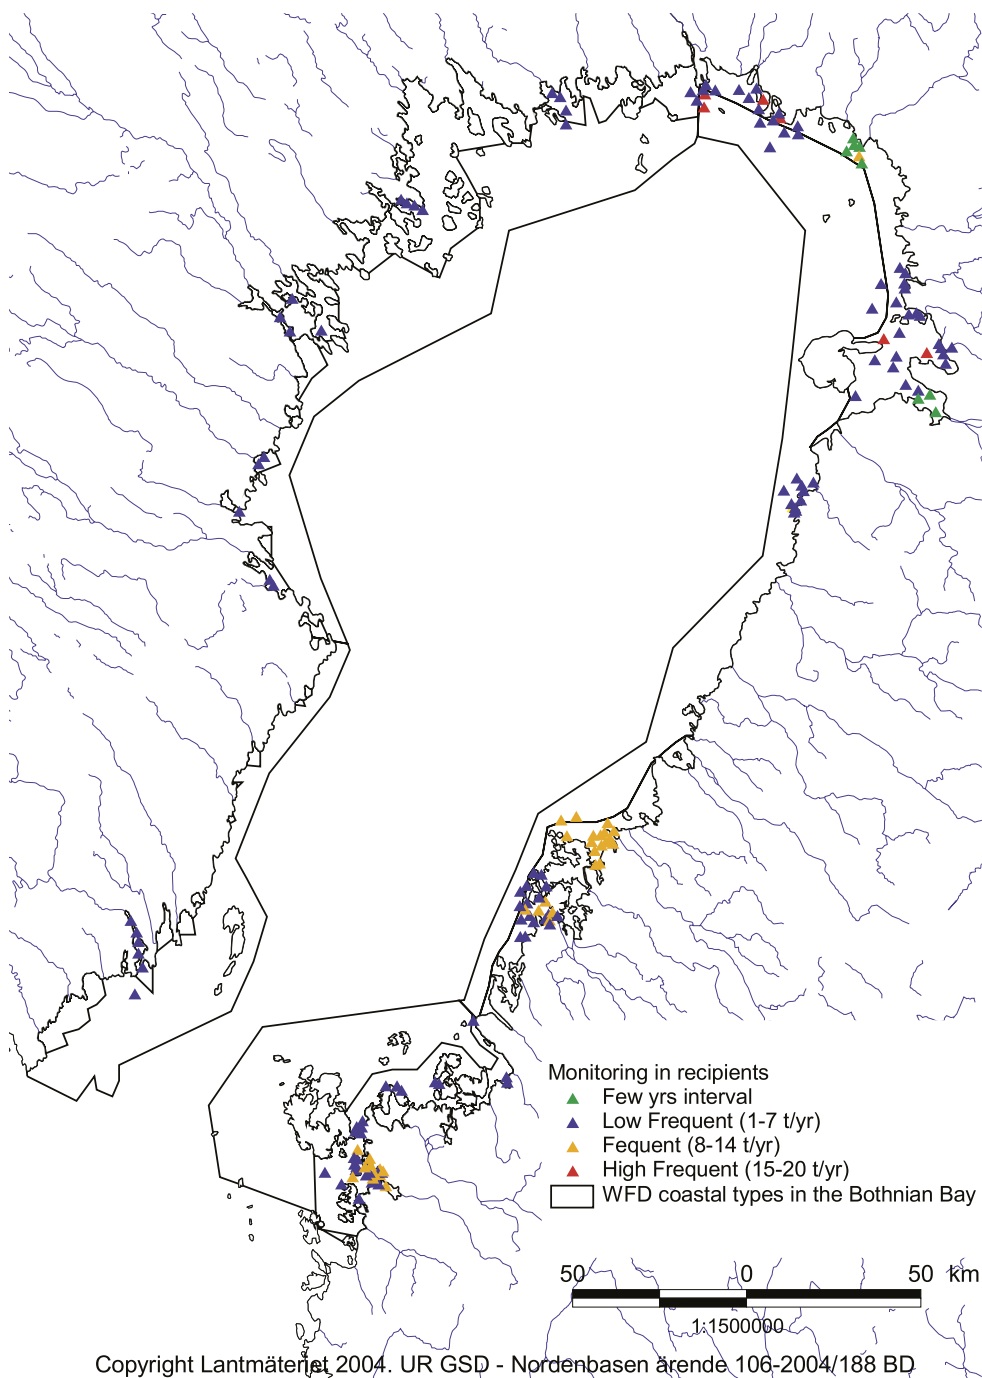 Monitoring in recipients
Few yrs interval
Low Frequent (1-7 t/yr)
Fequent (8-14 t/yr)
High Frequent (15-20 t/yr)
WFD coastal types in the Bothnian Bay
50 0 50 km
1:1500000
Copyright Lantmäteriet 2004. UR GSD - Nordenbasen ärende 106-2004/188 BD